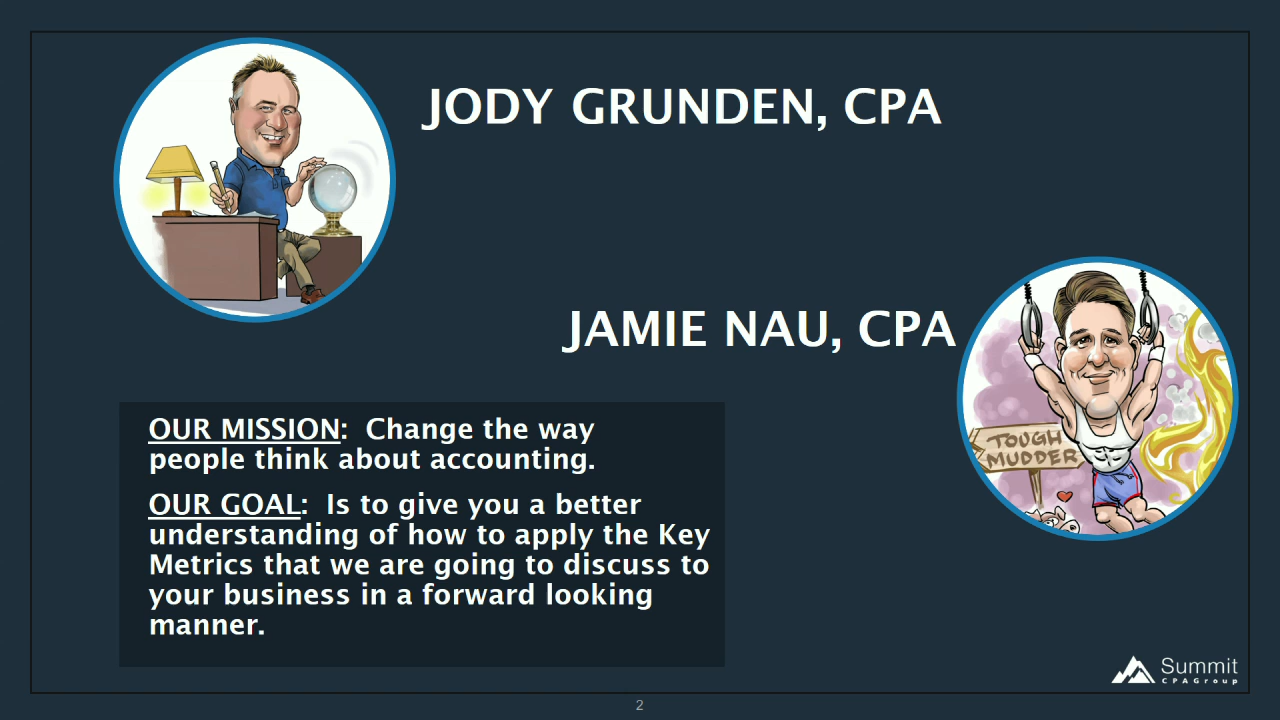 JODY GRUNDEN, CPA
JAMIE NAU, CPA
TOUGH
MUDDER
OUR MISSION:  Change the way
people think about accounting.
OUR GOAL:  Is to give you a better
understanding of how to apply the Key
Metrics that we are going to discuss to
your business in a forward looking
manner.
Summit
CPAGroup
2